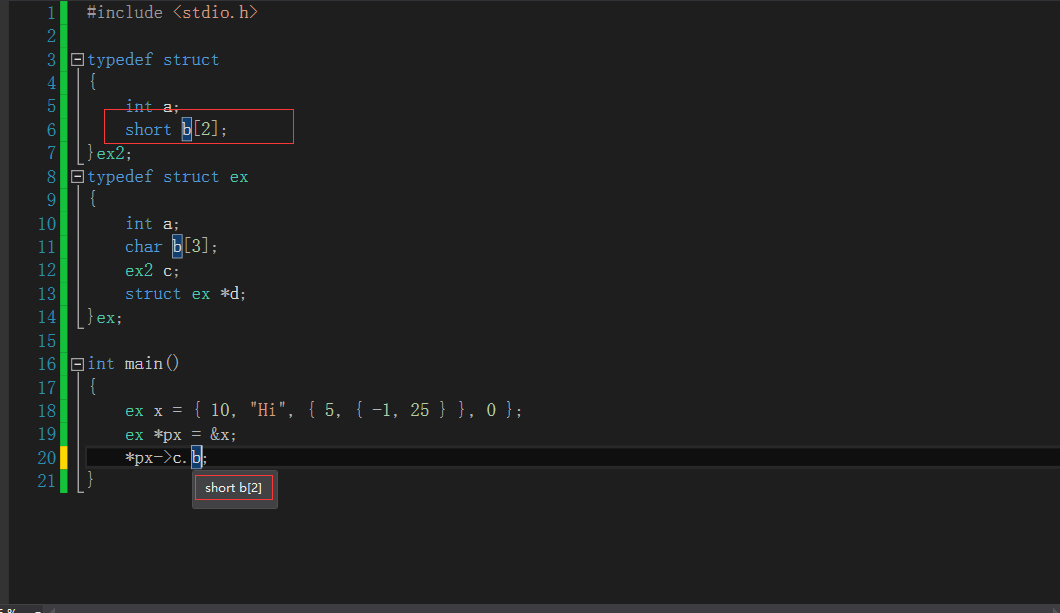 1 #include <stdio.h>
2
3 typedef struct
4 {
5 int a;
6 short b[2];
7 }ex2;
8 typedef struct ex
9 {
10 int a;
11 char b[3];
12 ex2 c;
13 struct ex *d;
14 }ex;
15
16 int main()
17 {
18 ex x = { 10, "Hi", { 5, { -1, 25 } }, 0 };
19 ex *px = &x;
20 *px->c.b;
21 }
short b[2]